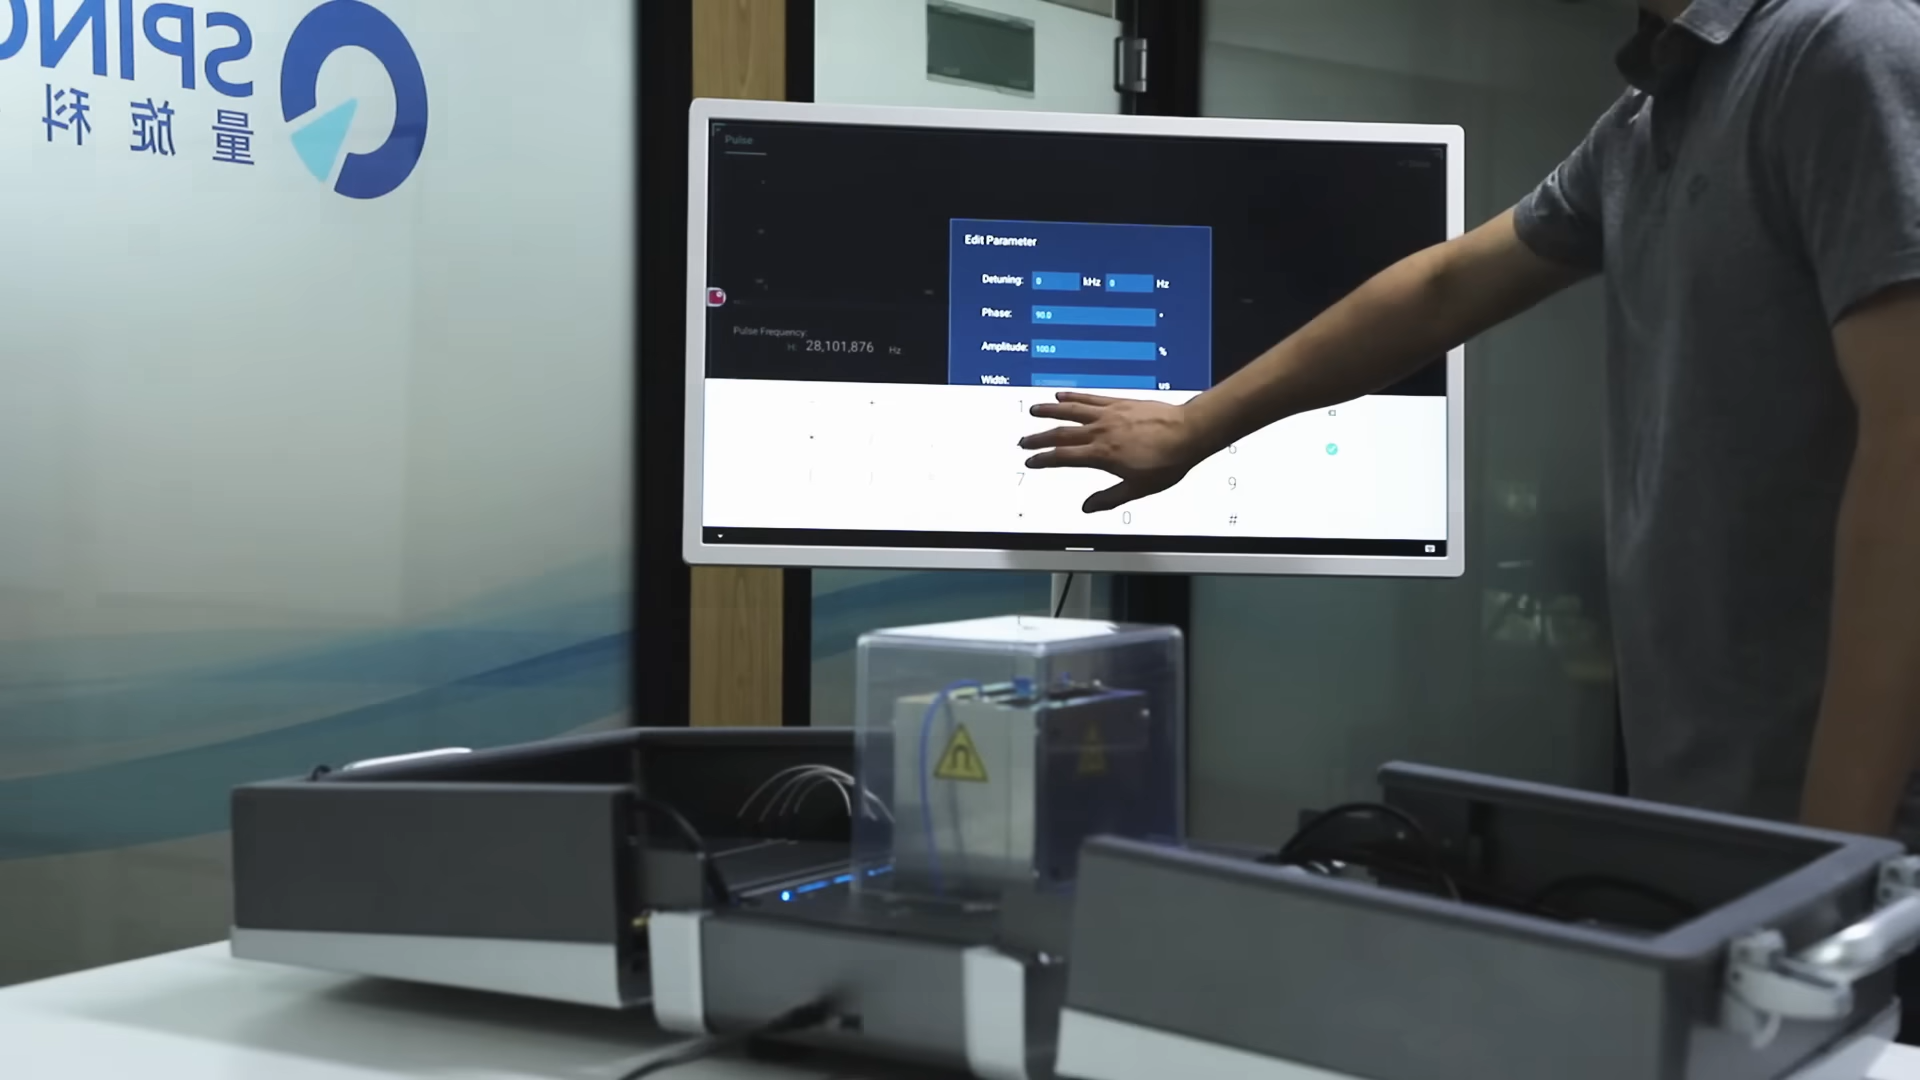 SPINQ
量旋科
Pulse
Edit Parameter
Detuning: 0 kHz 0 Hz
Phase: 90.0 °
Amplitude: 100.0 %
Width: us
Pulse Frequency:
H: 28,101,876 Hz
- + 1
6
7 9
* 0 #